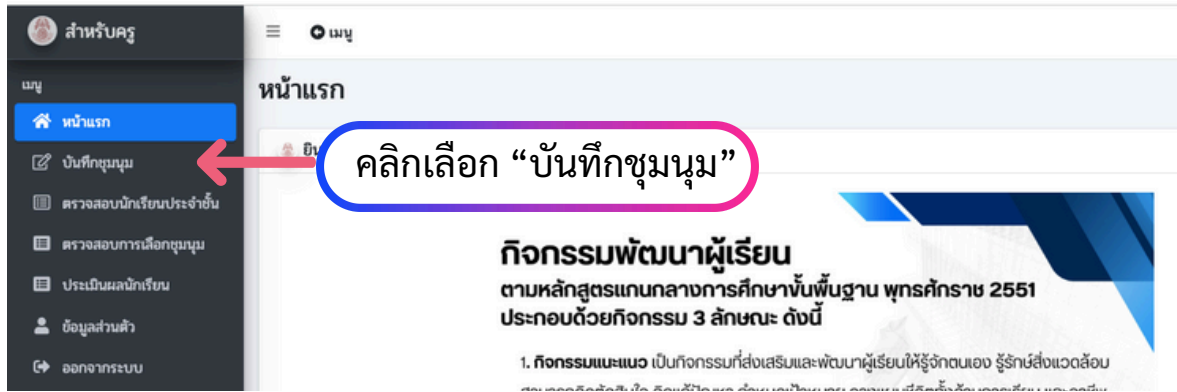 สำหรับครู
เมนู
เมนู
หน้าแรก
หน้าแรก
บันทึกชุมนุม
ตรวจสอบนักเรียนประจำชั้น
ตรวจสอบการเลือกชุมนุม
ประเมินผลนักเรียน
ข้อมูลส่วนตัว
ออกจากระบบ
คลิกเลือก “บันทึกชุมนุม”
กิจกรรมพัฒนาผู้เรียน
ตามหลักสูตรแกนกลางการศึกษาขั้นพื้นฐาน พุทธศักราช 2551
ประกอบด้วยกิจกรรม 3 ลักษณะ ดังนี้
1. กิจกรรมแนะแนว เป็นกิจกรรมที่ส่งเสริมและพัฒนาผู้เรียนให้รู้จักตนเอง รู้รักษ์สิ่งแวดล้อม